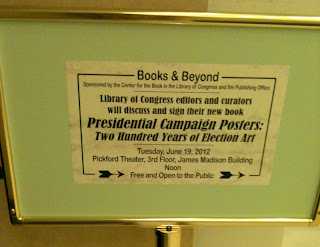 Books & Beyond
Sponsored by the Center for the Book in the Library of Congress and the Publishing Office
Library of Congress editors and curators
will discuss and sign their new book
Presidential Campaign Posters:
Two Hundred Years of Election Art
Tuesday, June 19, 2012
Pickford Theater, 3rd Floor, James Madison Building
Noon
Free and Open to the Public